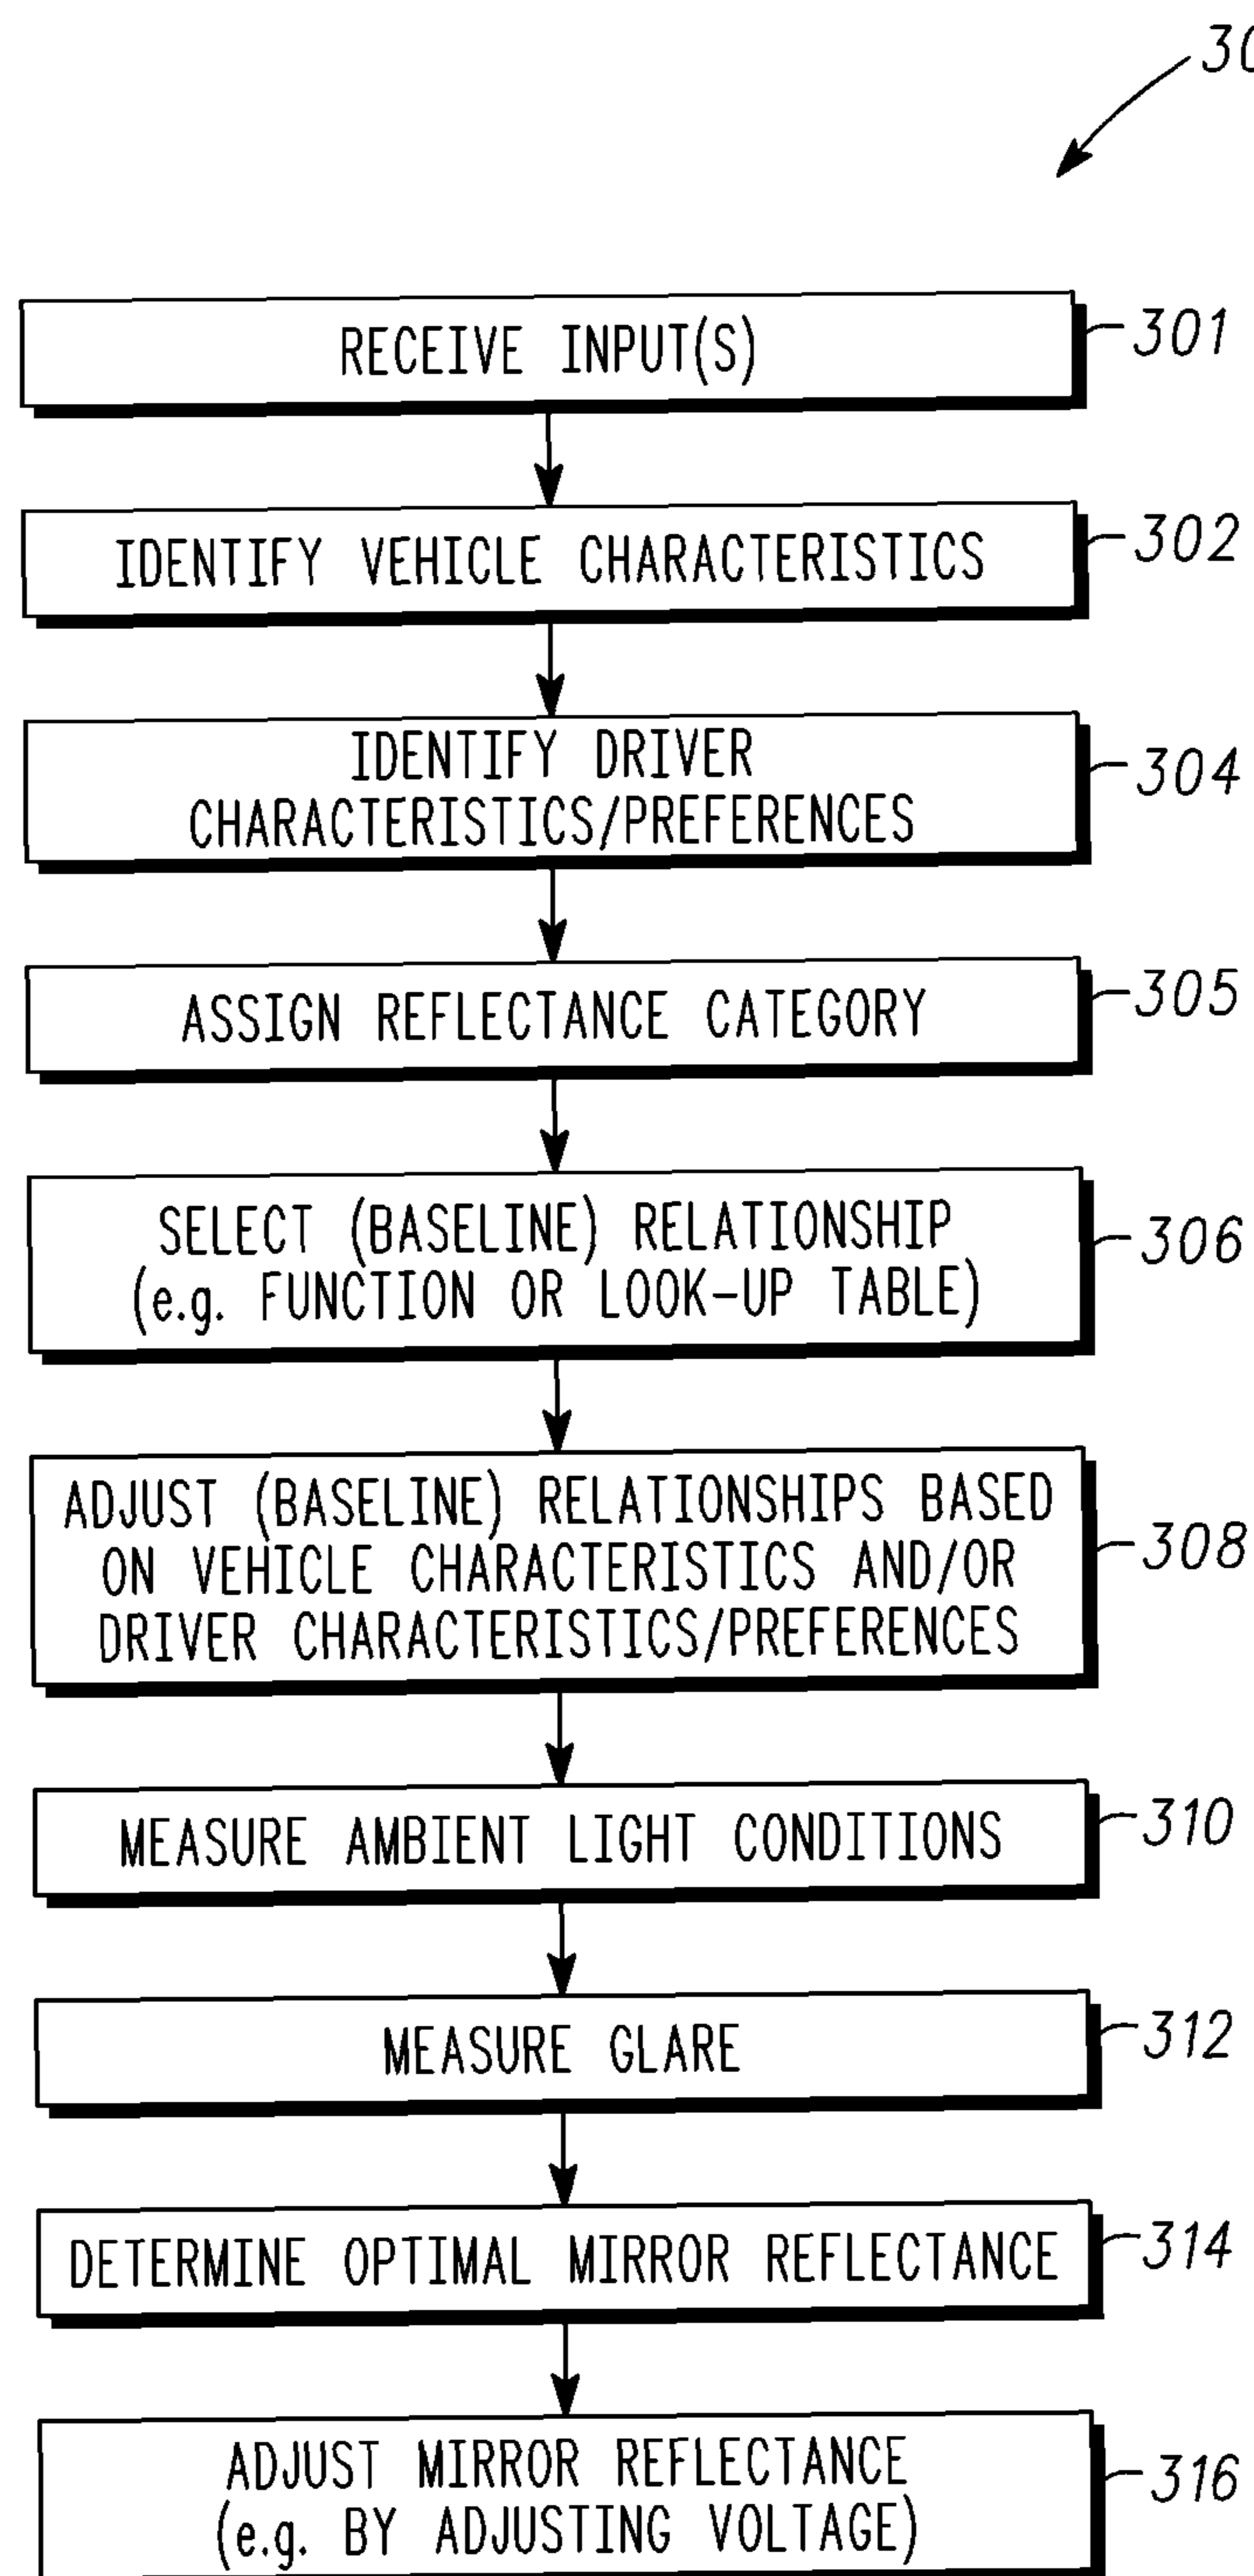 RECEIVE INPUT(S)
301
IDENTIFY VEHICLE CHARACTERISTICS
302
IDENTIFY DRIVER
CHARACTERISTICS/PREFERENCES
304
ASSIGN REFLECTANCE CATEGORY
305
SELECT (BASELINE) RELATIONSHIP
(e.g. FUNCTION OR LOOK-UP TABLE)
306
ADJUST (BASELINE) RELATIONSHIPS BASED
ON VEHICLE CHARACTERISTICS AND/OR
DRIVER CHARACTERISTICS/PREFERENCES
308
MEASURE AMBIENT LIGHT CONDITIONS
310
MEASURE GLARE
312
DETERMINE OPTIMAL MIRROR REFLECTANCE
314
ADJUST MIRROR REFLECTANCE
(e.g. BY ADJUSTING VOLTAGE)
316